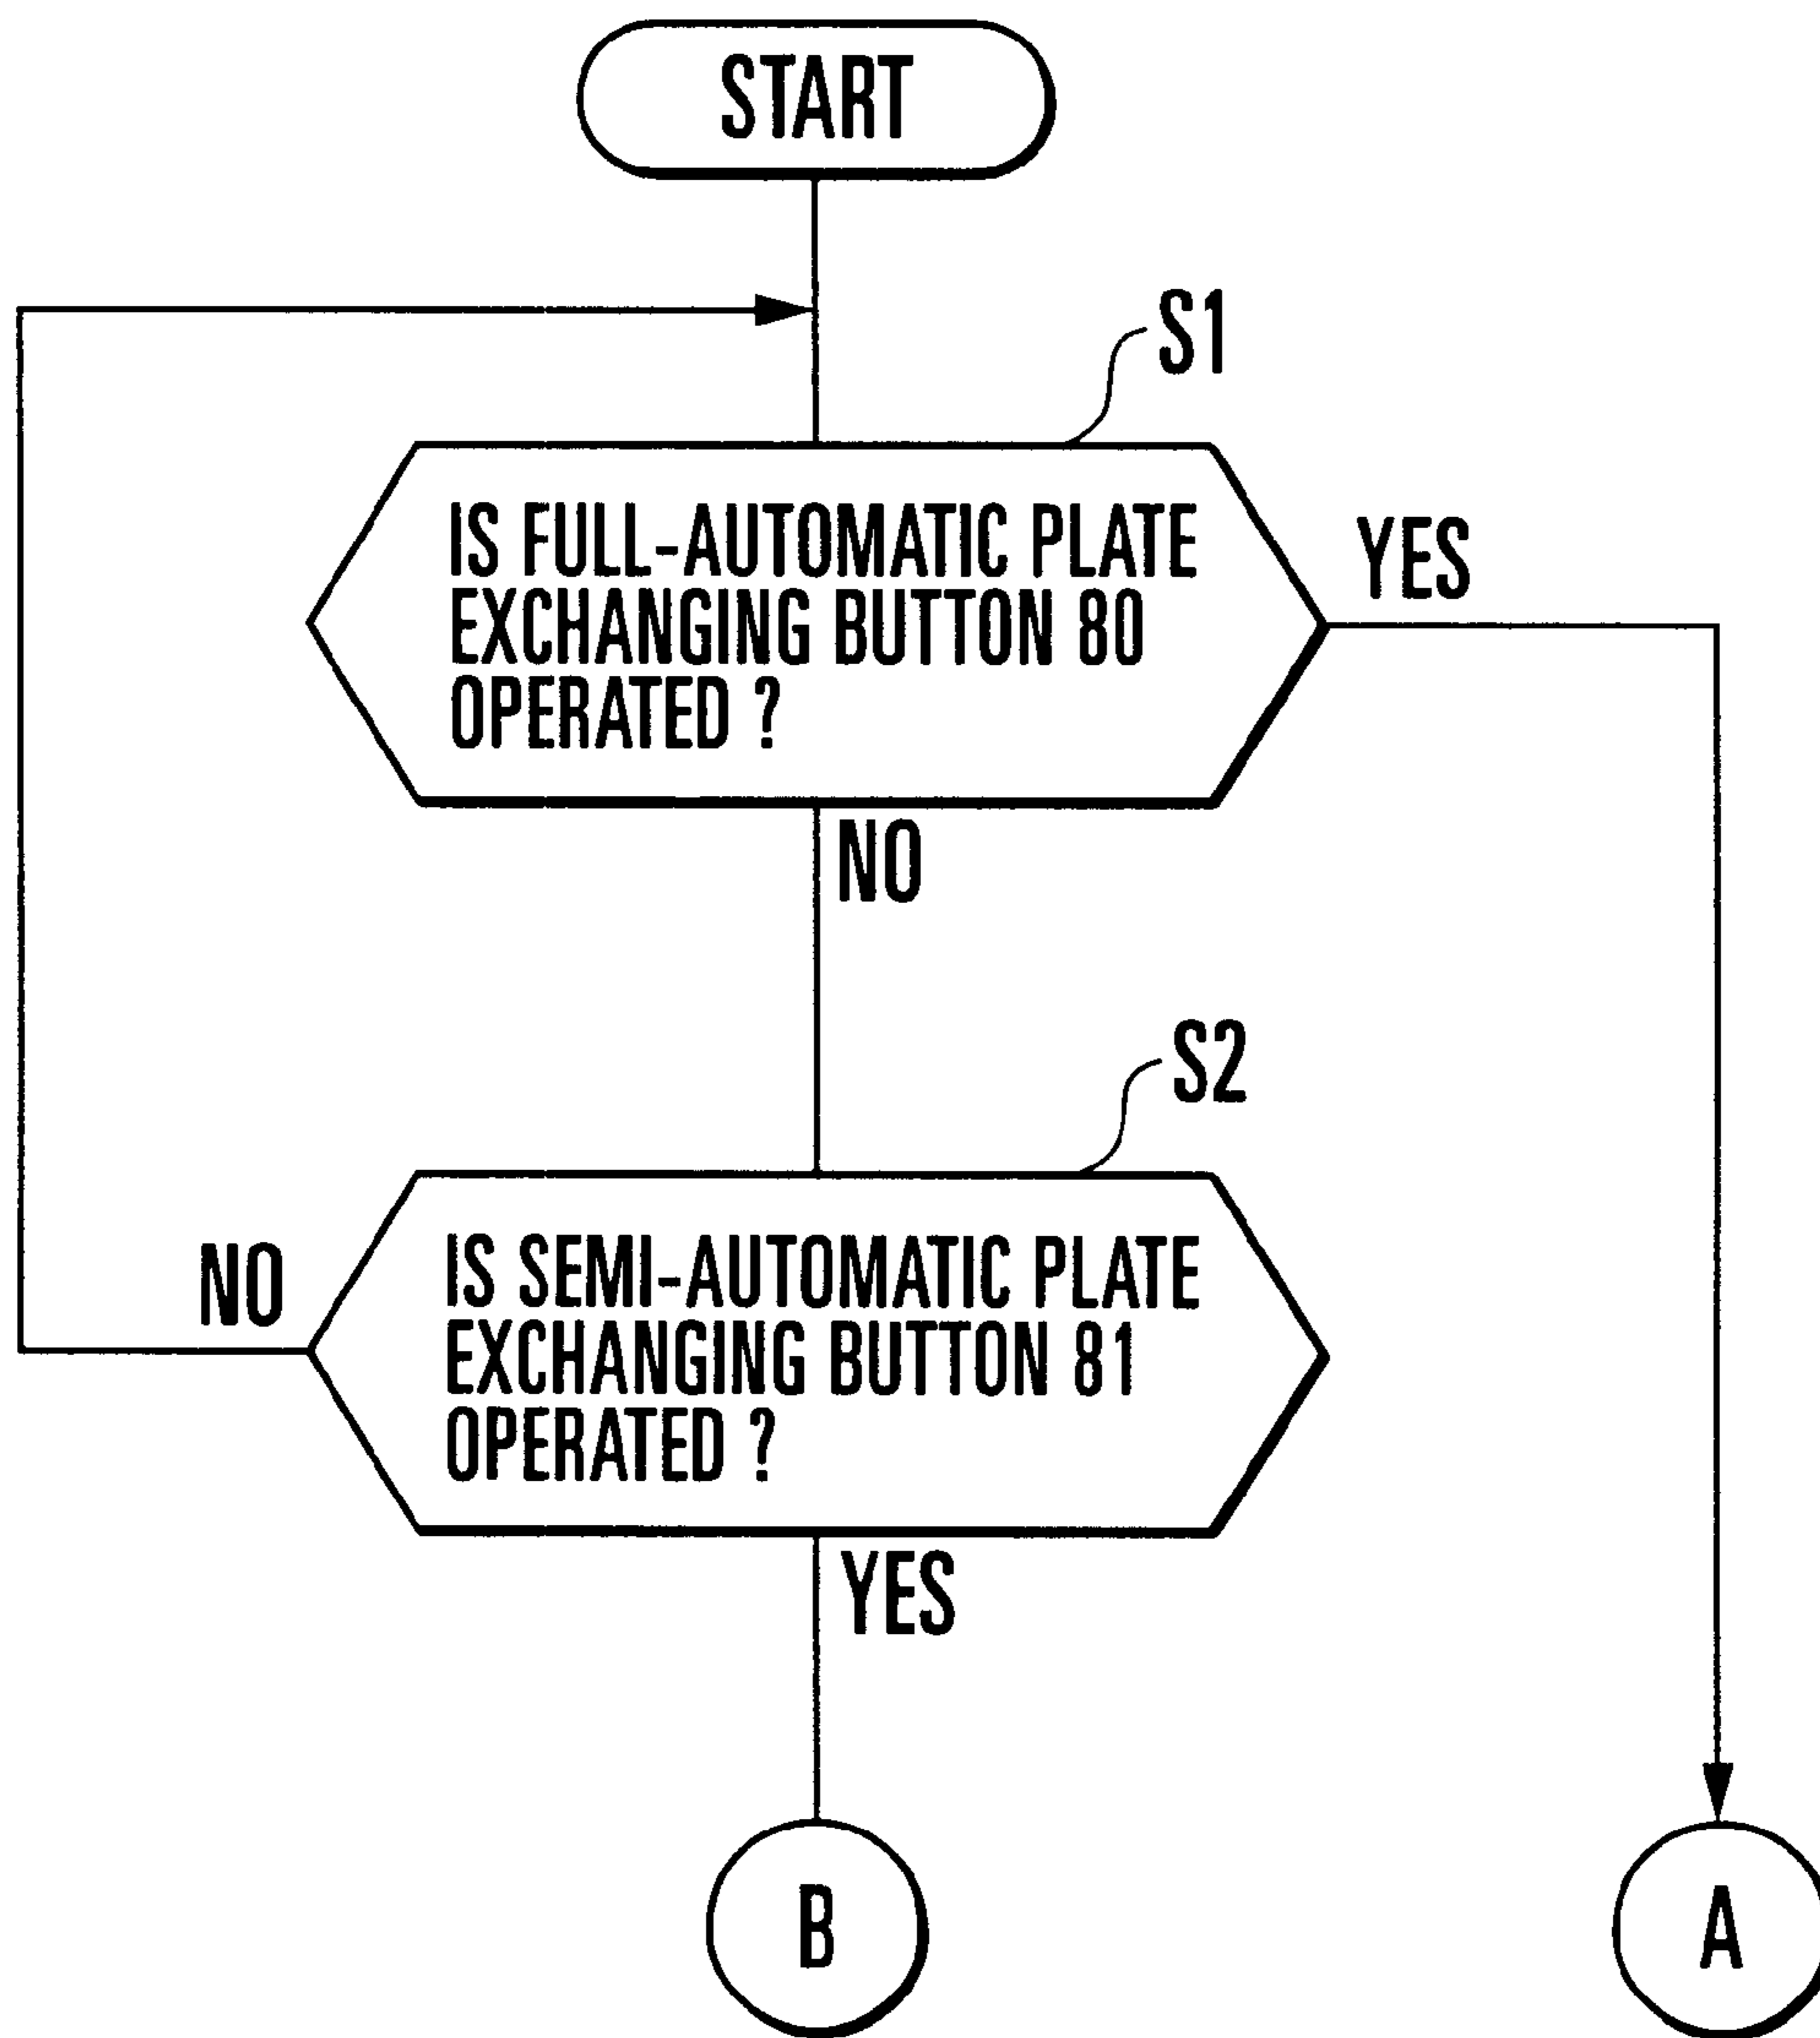 START
S1
IS FULL-AUTOMATIC PLATE
EXCHANGING BUTTON 80
OPERATED ?
YES
NO
S2
IS SEMI-AUTOMATIC PLATE
EXCHANGING BUTTON 81
OPERATED ?
NO
YES
B
A